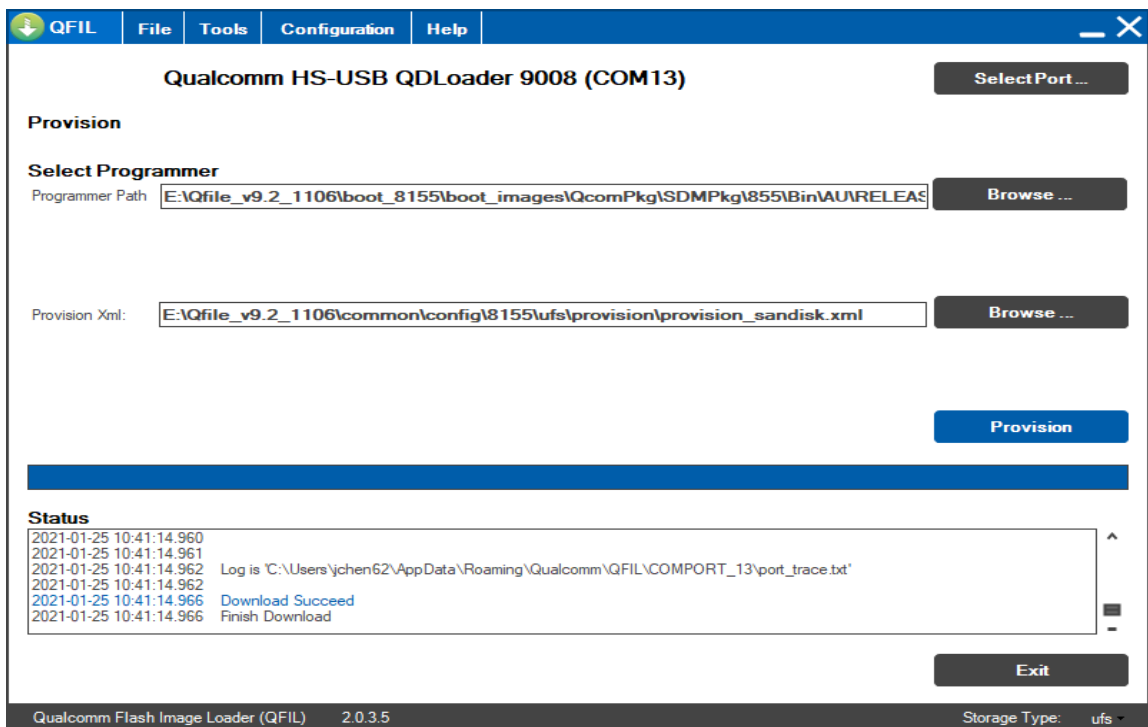 QFIL File Tools Configuration Help
Qualcomm HS-USB QDLoader 9008 (COM13) Select Port ...
Provision
Select Programmer
Programmer Path E:\Qfile_v9.2_1106\boot_8155\boot_images\QcomPkg\SDMPkg\855\Bin\AU\RELEAS Browse ...
Provision Xml: E:\Qfile_v9.2_1106\common\config\8155\ufs\provision\provision_sandisk.xml Browse ...
Provision
Status
2021-01-25 10:41:14.960
2021-01-25 10:41:14.961
2021-01-25 10:41:14.962 Log is 'C:\Users\jchen62\AppData\Roaming\Qualcomm\QFIL\COMPORT_13\port_trace.txt'
2021-01-25 10:41:14.962
2021-01-25 10:41:14.966 Download Succeed
2021-01-25 10:41:14.966 Finish Download
Exit
Qualcomm Flash Image Loader (QFIL) 2.0.3.5 Storage Type: ufs